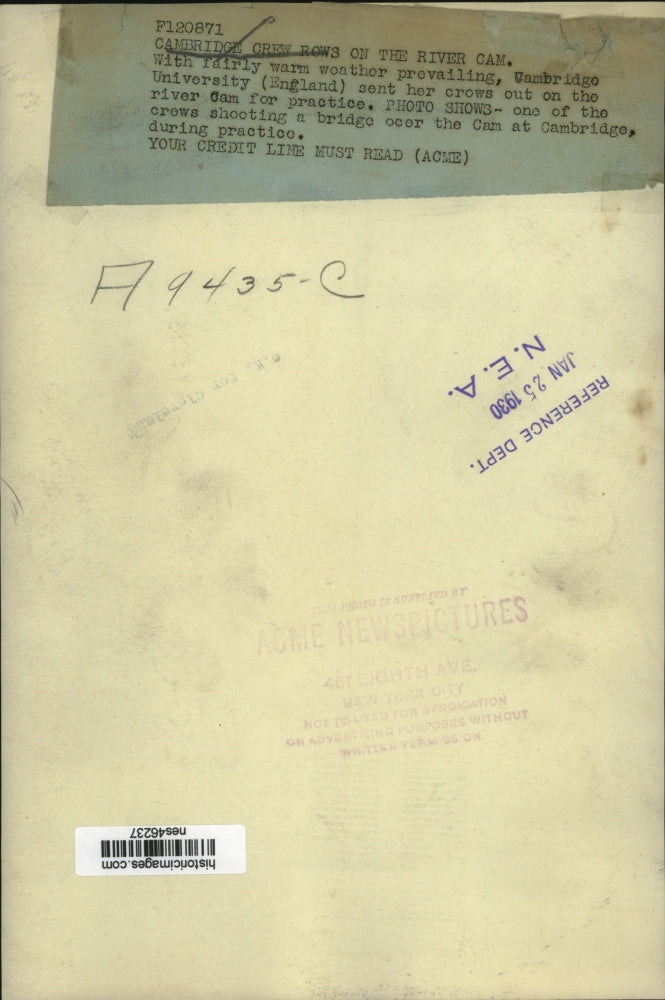 F120871
CAMBRIDGE CREW ROWS ON THE RIVER CAM.
With fairly warm weather prevailing, Cambridge
University (England) sent her crews out on the
river Cam for practice. PHOTO SHOWS- one of the
crews shooting a bridge ocer the Cam at Cambridge,
during practice.
YOUR CREDIT LINE MUST READ (ACME)
A 9435-C
O.K. for Cleveland
REFERENCE DEPT.
JAN 25 1930
N. E. A.
THIS PHOTO IS SUPPLIED BY
ACME NEWSPICTURES
461 EIGHTH AVE.
NEW YORK CITY
NOT TO USED FOR SYNDICATION
OR ADVERTISING PURPOSES WITHOUT
WRITTEN PERMISSION
historicimages.com
nes46237